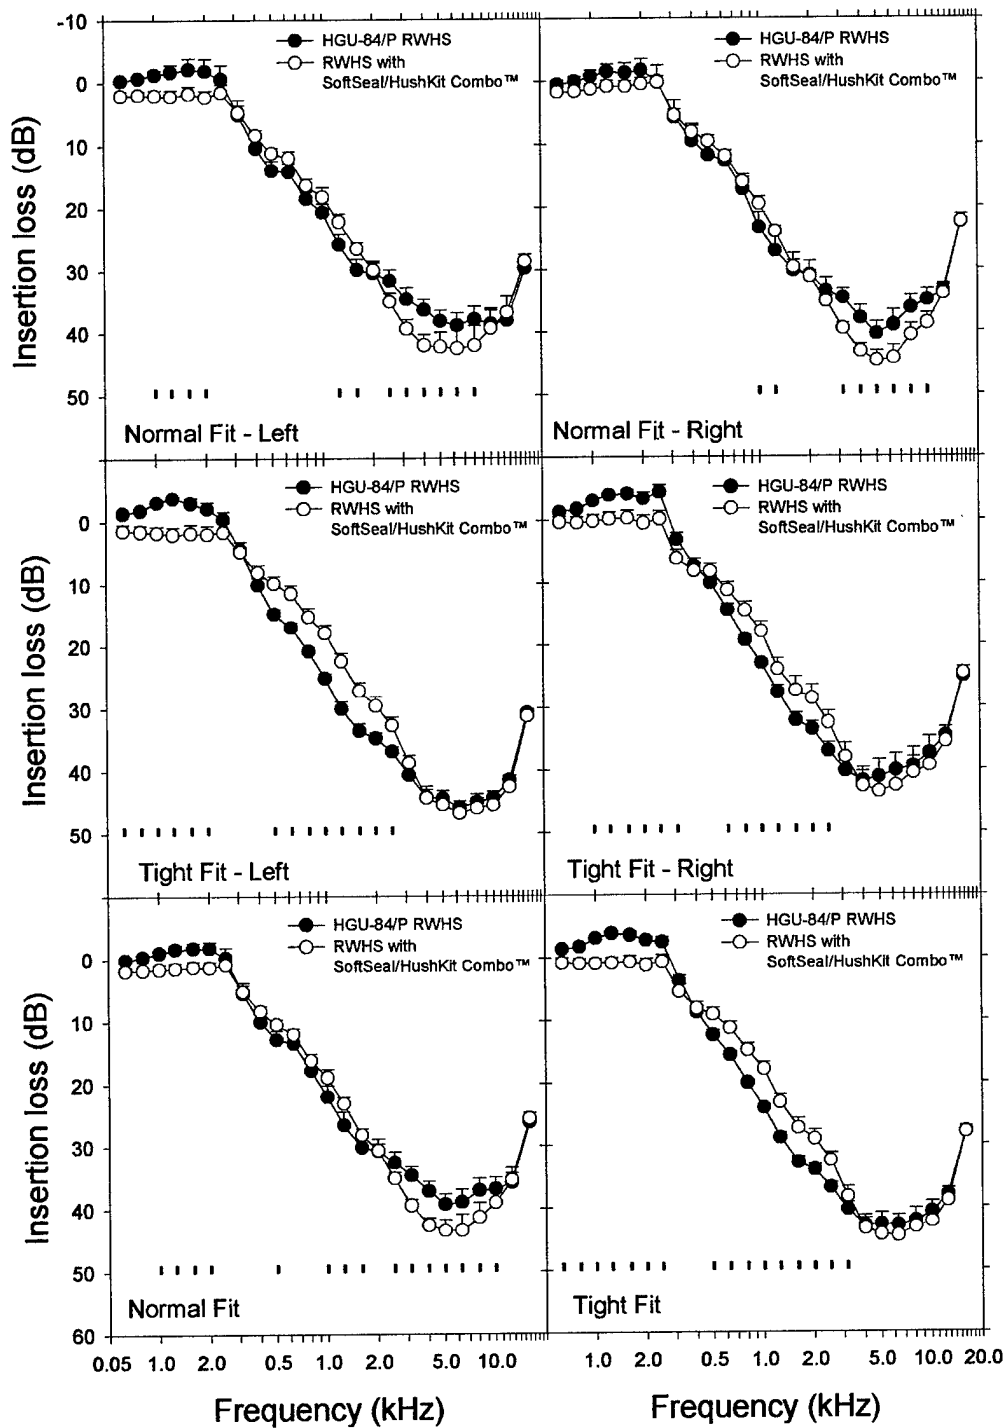 -10
0
10
20
30
40
50
Insertion loss (dB)
HGU-84/P RWHS
RWHS with
SoftSeal/HushKit Combo™
Normal Fit - Left
HGU-84/P RWHS
RWHS with
SoftSeal/HushKit Combo™
Normal Fit - Right
0
10
20
30
40
50
Insertion loss (dB)
HGU-84/P RWHS
RWHS with
SoftSeal/HushKit Combo™
Tight Fit - Left
HGU-84/P RWHS
RWHS with
SoftSeal/HushKit Combo™
Tight Fit - Right
0
10
20
30
40
50
60
Insertion loss (dB)
HGU-84/P RWHS
RWHS with
SoftSeal/HushKit Combo™
Normal Fit
HGU-84/P RWHS
RWHS with
SoftSeal/HushKit Combo™
Tight Fit
0.05 1.0 2.0 1.0 2.0 5.0 10.0
1.0 2.0 0.5 1.0 2.0 5.0 10.0 20.0
Frequency (kHz)
Frequency (kHz)